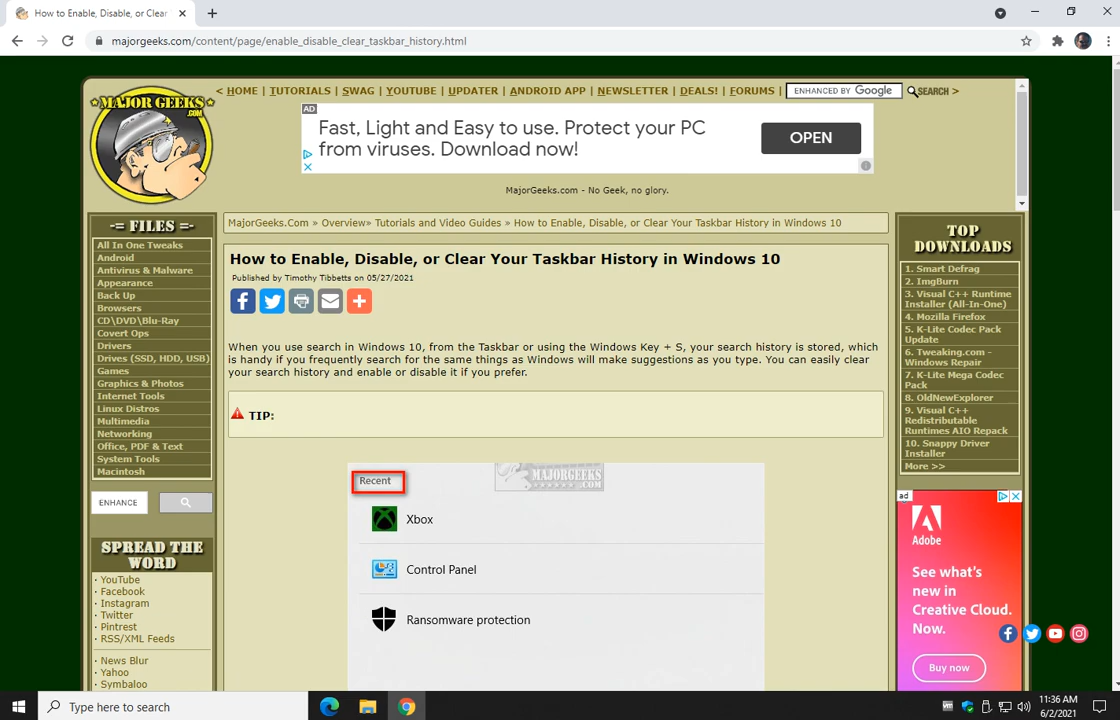 How to Enable, Disable, or Clear
majorgeeks.com/content/page/enable_disable_clear_taskbar_history.html
MAJOR GEEKS
.COM
< HOME | TUTORIALS | SWAG | YOUTUBE | UPDATER | ANDROID APP | NEWSLETTER | DEALS! | FORUMS | ENHANCED BY Google SEARCH >
AD
Fast, Light and Easy to use. Protect your PC
from viruses. Download now!
OPEN
MajorGeeks.com - No Geek, no glory.
-= FILES =-
All In One Tweaks
Android
Antivirus & Malware
Appearance
Back Up
Browsers
CD\DVD\Blu-Ray
Covert Ops
Drivers
Drives (SSD, HDD, USB)
Games
Graphics & Photos
Internet Tools
Linux Distros
Multimedia
Networking
Office, PDF & Text
System Tools
Macintosh
ENHANCE
SPREAD THE
WORD
· YouTube
· Facebook
· Instagram
· Twitter
· Pintrest
· RSS/XML Feeds
· News Blur
· Yahoo
· Symbaloo
MajorGeeks.Com » Overview» Tutorials and Video Guides » How to Enable, Disable, or Clear Your Taskbar History in Windows 10
How to Enable, Disable, or Clear Your Taskbar History in Windows 10
Published by Timothy Tibbetts on 05/27/2021
When you use search in Windows 10, from the Taskbar or using the Windows Key + S, your search history is stored, which
is handy if you frequently search for the same things as Windows will make suggestions as you type. You can easily clear
your search history and enable or disable it if you prefer.
TIP:
Recent
MAJORGEEKS
.COM
Xbox
Control Panel
Ransomware protection
TOP
DOWNLOADS
1. Smart Defrag
2. ImgBurn
3. Visual C++ Runtime
Installer (All-In-One)
4. Mozilla Firefox
5. K-Lite Codec Pack
Update
6. Tweaking.com -
Windows Repair
7. K-Lite Mega Codec
Pack
8. OldNewExplorer
9. Visual C++
Redistributable
Runtimes AIO Repack
10. Snappy Driver
Installer
More >>
ad
Adobe
See what's
new in
Creative Cloud.
Now.
Buy now
Type here to search
11:36 AM
6/2/2021